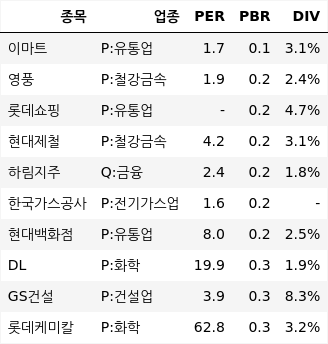 종목 업종 PER PBR DIV
이마트 P:유통업 1.7 0.1 3.1%
영풍 P:철강금속 1.9 0.2 2.4%
롯데쇼핑 P:유통업 - 0.2 4.7%
현대제철 P:철강금속 4.2 0.2 3.1%
하림지주 Q:금융 2.4 0.2 1.8%
한국가스공사 P:전기가스업 1.6 0.2 -
현대백화점 P:유통업 8.0 0.2 2.5%
DL P:화학 19.9 0.3 1.9%
GS건설 P:건설업 3.9 0.3 8.3%
롯데케미칼 P:화학 62.8 0.3 3.2%